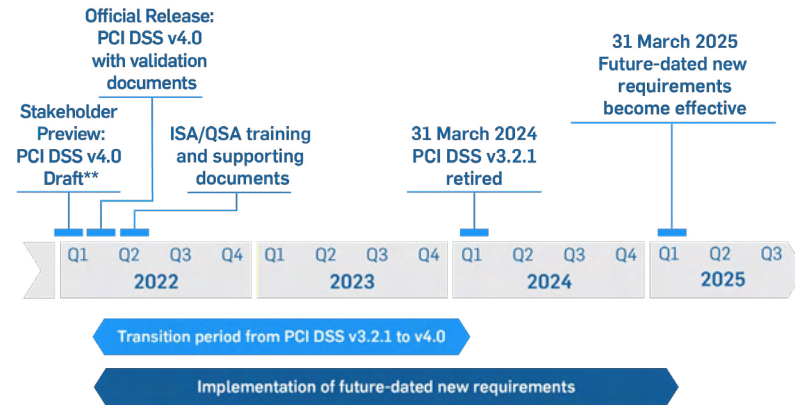 Official Release:
PCI DSS v4.0
with validation
documents
Stakeholder
Preview:
PCI DSS v4.0
Draft**
ISA/QSA training
and supporting
documents
31 March 2024
PCI DSS v3.2.1
retired
31 March 2025
Future-dated new
requirements
become effective
Q1 Q2 Q3 Q4 Q1 Q2 Q3 Q4 Q1 Q2 Q3 Q4 Q1 Q2 Q3
2022 2023 2024 2025
Transition period from PCI DSS v3.2.1 to v4.0
Implementation of future-dated new requirements